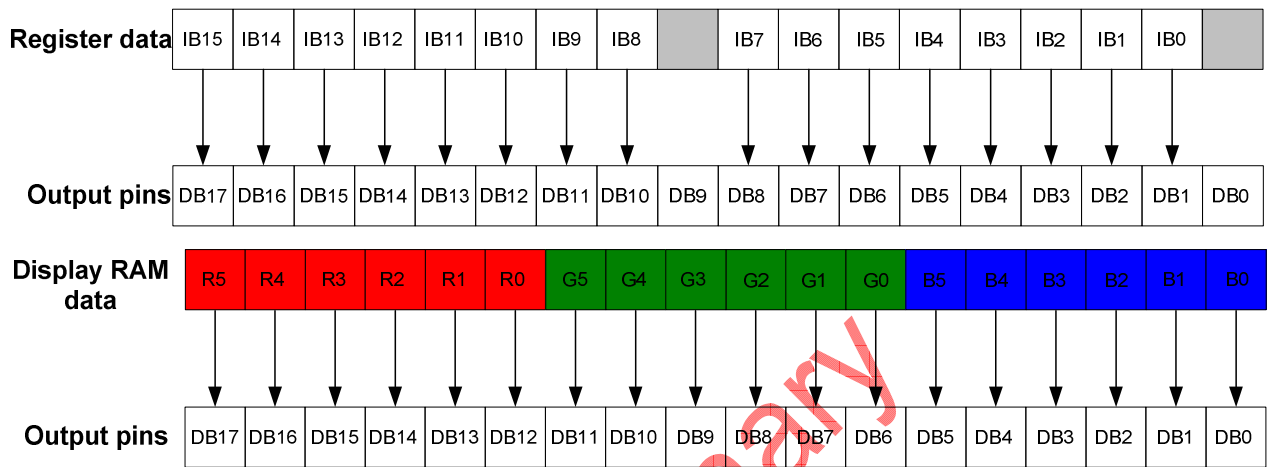 Register data IB15 IB14 IB13 IB12 IB11 IB10 IB9 IB8 IB7 IB6 IB5 IB4 IB3 IB2 IB1 IB0
Output pins DB17 DB16 DB15 DB14 DB13 DB12 DB11 DB10 DB9 DB8 DB7 DB6 DB5 DB4 DB3 DB2 DB1 DB0
Display RAM
data
R5 R4 R3 R2 R1 R0 G5 G4 G3 G2 G1 G0 B5 B4 B3 B2 B1 B0
Output pins DB17 DB16 DB15 DB14 DB13 DB12 DB11 DB10 DB9 DB8 DB7 DB6 DB5 DB4 DB3 DB2 DB1 DB0